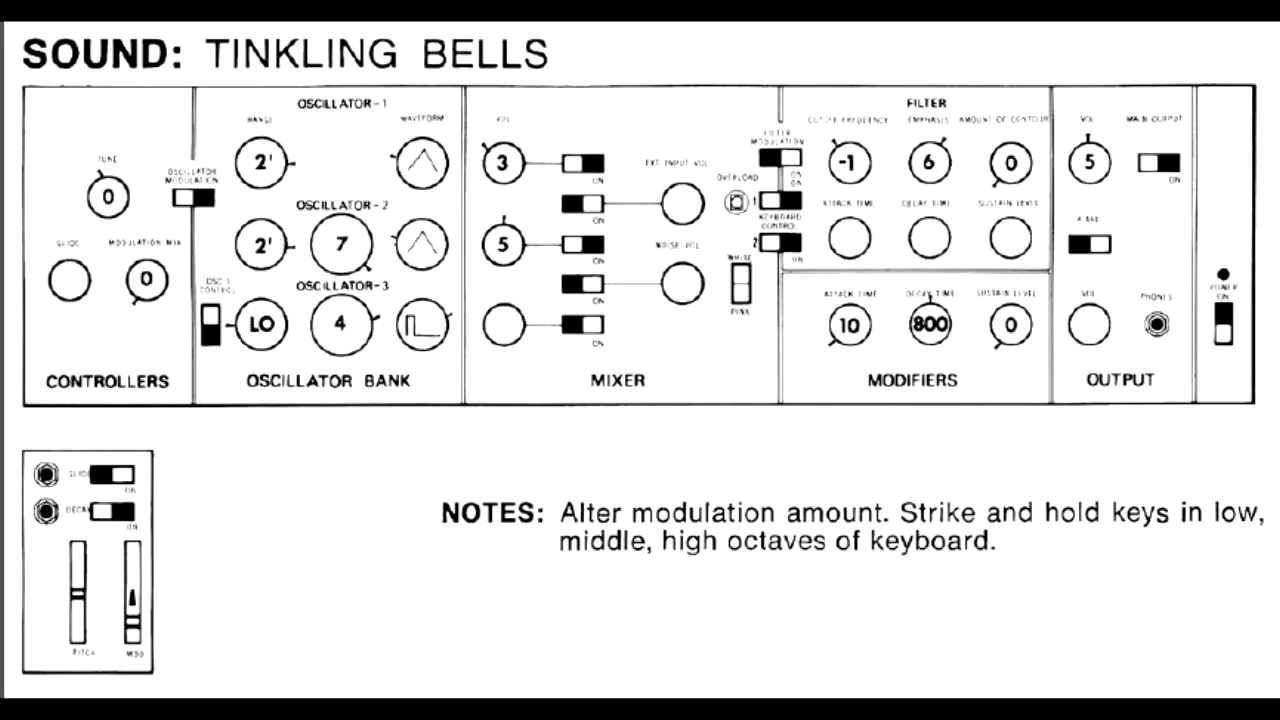 SOUND: TINKLING BELLS
OSCILLATOR-1
FILTER
RANGE
WAVEFORM
VOL
FILTER MODULATION
CUTOFF FREQUENCY
EMPHASIS
AMOUNT OF CONTOUR
VOL
MAIN OUTPUT
TUNE
OSCILLATOR MODULATION
2'
3
ON
EXT INPUT VOL
OVERLOAD
ON
ON
-1
6
0
5
ON
0
OSCILLATOR-2
ON
1
KEYBOARD CONTROL
ATTACK TIME
DECAY TIME
SUSTAIN LEVEL
GLIDE
MODULATION MIX
2'
7
5
ON
NOISE VOL
2
ON
0
OSC 3 CONTROL
OSCILLATOR-3
ON
WHITE
PINK
ATTACK TIME
DECAY TIME
SUSTAIN LEVEL
VOL
PHONES
POWER
ON
LO
4
ON
10
800
0
CONTROLLERS
OSCILLATOR BANK
MIXER
MODIFIERS
OUTPUT
GLIDE
ON
DECAY
ON
PITCH
MOD
NOTES: Alter modulation amount. Strike and hold keys in low,
middle, high octaves of keyboard.